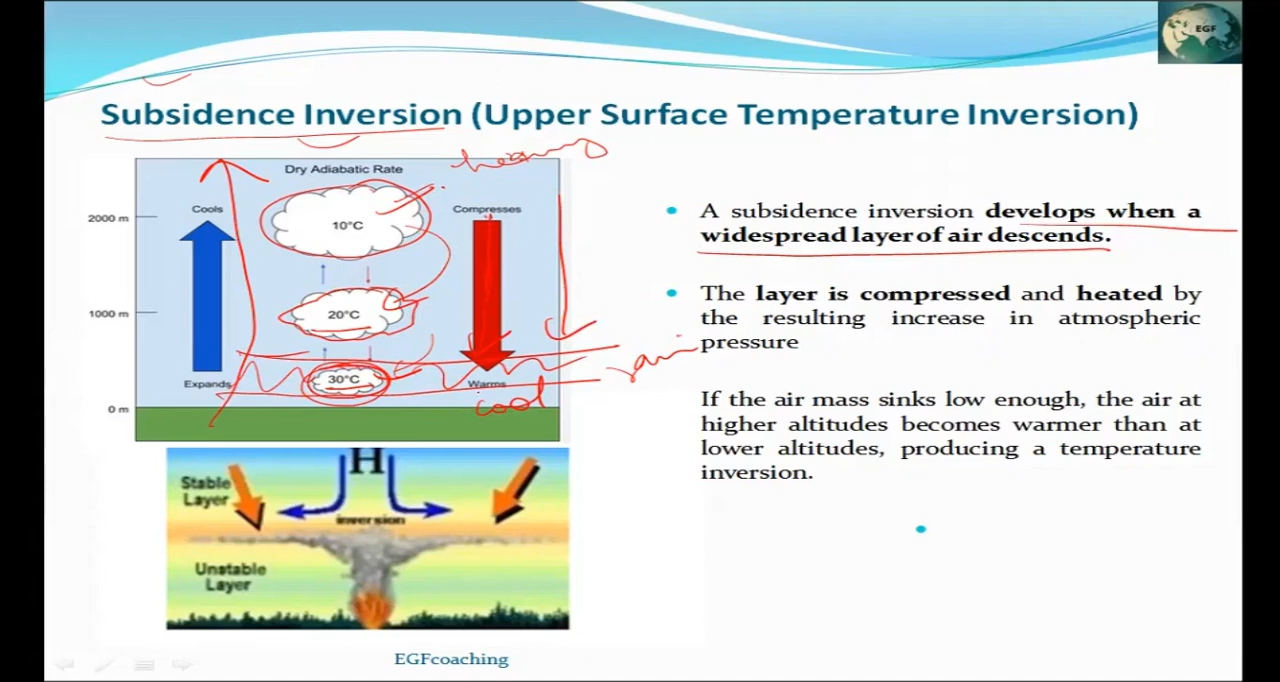 EGF
Subsidence Inversion (Upper Surface Temperature Inversion)
heavy
Dry Adiabatic Rate
Cools
Compresses
2000 m
10°C
1000 m
20°C
30°C
Expands
Warms
cool
0 m
A subsidence inversion develops when a
widespread layer of air descends.
The layer is compressed and heated by
the resulting increase in atmospheric
pressure
If the air mass sinks low enough, the air at
higher altitudes becomes warmer than at
lower altitudes, producing a temperature
inversion.
H
Stable
Layer
inversion
Unstable
Layer
EGFcoaching